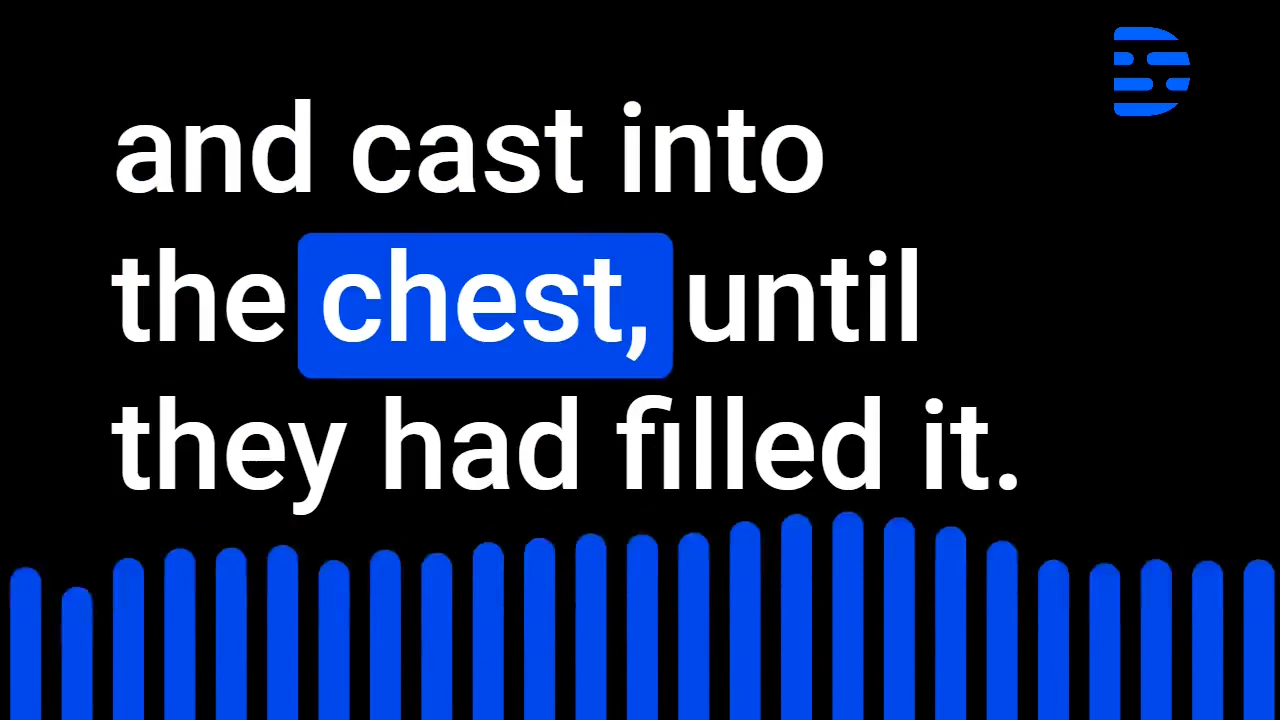 and cast into
the chest, until
they had filled it.